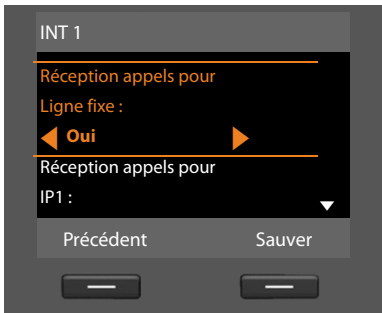 INT 1
Réception appels pour
Ligne fixe :
Oui
Réception appels pour
IP1 :
Précédent Sauver